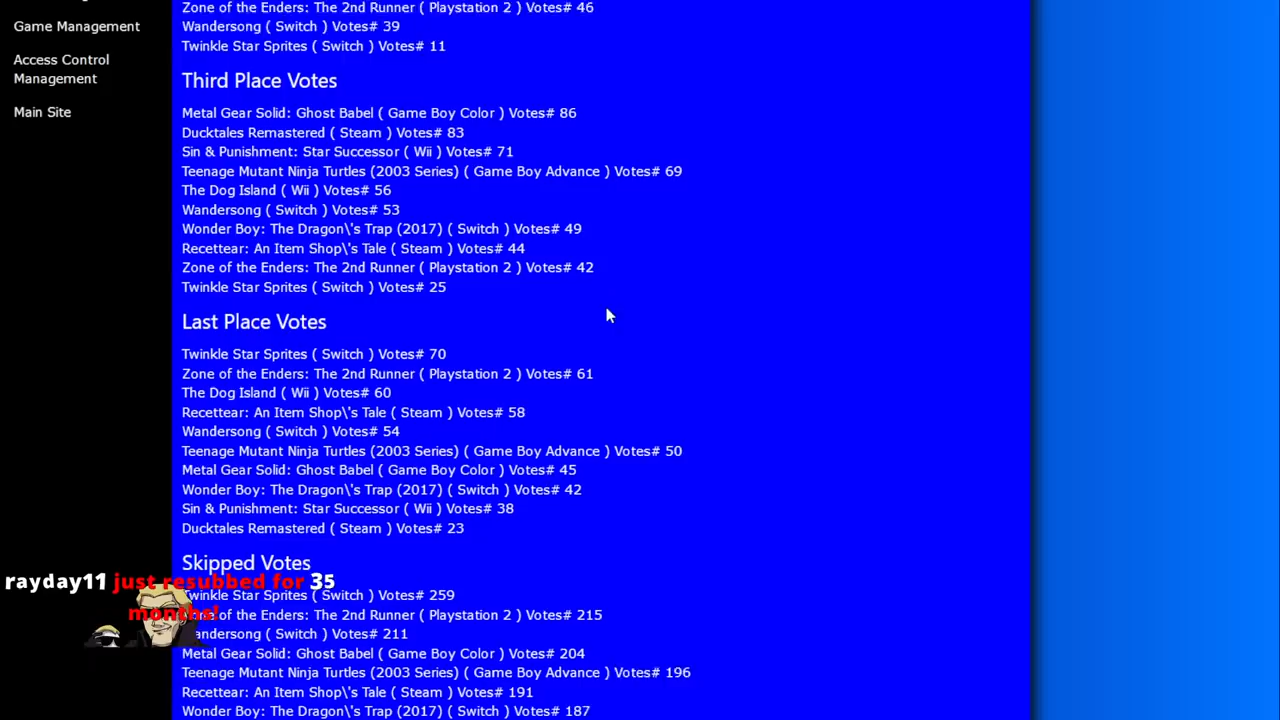 Game Management
Access Control
Management
Main Site
Zone of the Enders: The 2nd Runner ( Playstation 2 ) Votes# 46
Wandersong ( Switch ) Votes# 39
Twinkle Star Sprites ( Switch ) Votes# 11
Third Place Votes
Metal Gear Solid: Ghost Babel ( Game Boy Color ) Votes# 86
Ducktales Remastered ( Steam ) Votes# 83
Sin & Punishment: Star Successor ( Wii ) Votes# 71
Teenage Mutant Ninja Turtles (2003 Series) ( Game Boy Advance ) Votes# 69
The Dog Island ( Wii ) Votes# 56
Wandersong ( Switch ) Votes# 53
Wonder Boy: The Dragon\'s Trap (2017) ( Switch ) Votes# 49
Recettear: An Item Shop\'s Tale ( Steam ) Votes# 44
Zone of the Enders: The 2nd Runner ( Playstation 2 ) Votes# 42
Twinkle Star Sprites ( Switch ) Votes# 25
Last Place Votes
Twinkle Star Sprites ( Switch ) Votes# 70
Zone of the Enders: The 2nd Runner ( Playstation 2 ) Votes# 61
The Dog Island ( Wii ) Votes# 60
Recettear: An Item Shop\'s Tale ( Steam ) Votes# 58
Wandersong ( Switch ) Votes# 54
Teenage Mutant Ninja Turtles (2003 Series) ( Game Boy Advance ) Votes# 50
Metal Gear Solid: Ghost Babel ( Game Boy Color ) Votes# 45
Wonder Boy: The Dragon\'s Trap (2017) ( Switch ) Votes# 42
Sin & Punishment: Star Successor ( Wii ) Votes# 38
Ducktales Remastered ( Steam ) Votes# 23
Skipped Votes
rayday11 just resubbed for 35
months!
Twinkle Star Sprites ( Switch ) Votes# 259
Zone of the Enders: The 2nd Runner ( Playstation 2 ) Votes# 215
Wandersong ( Switch ) Votes# 211
Metal Gear Solid: Ghost Babel ( Game Boy Color ) Votes# 204
Teenage Mutant Ninja Turtles (2003 Series) ( Game Boy Advance ) Votes# 196
Recettear: An Item Shop\'s Tale ( Steam ) Votes# 191
Wonder Boy: The Dragon\'s Trap (2017) ( Switch ) Votes# 187